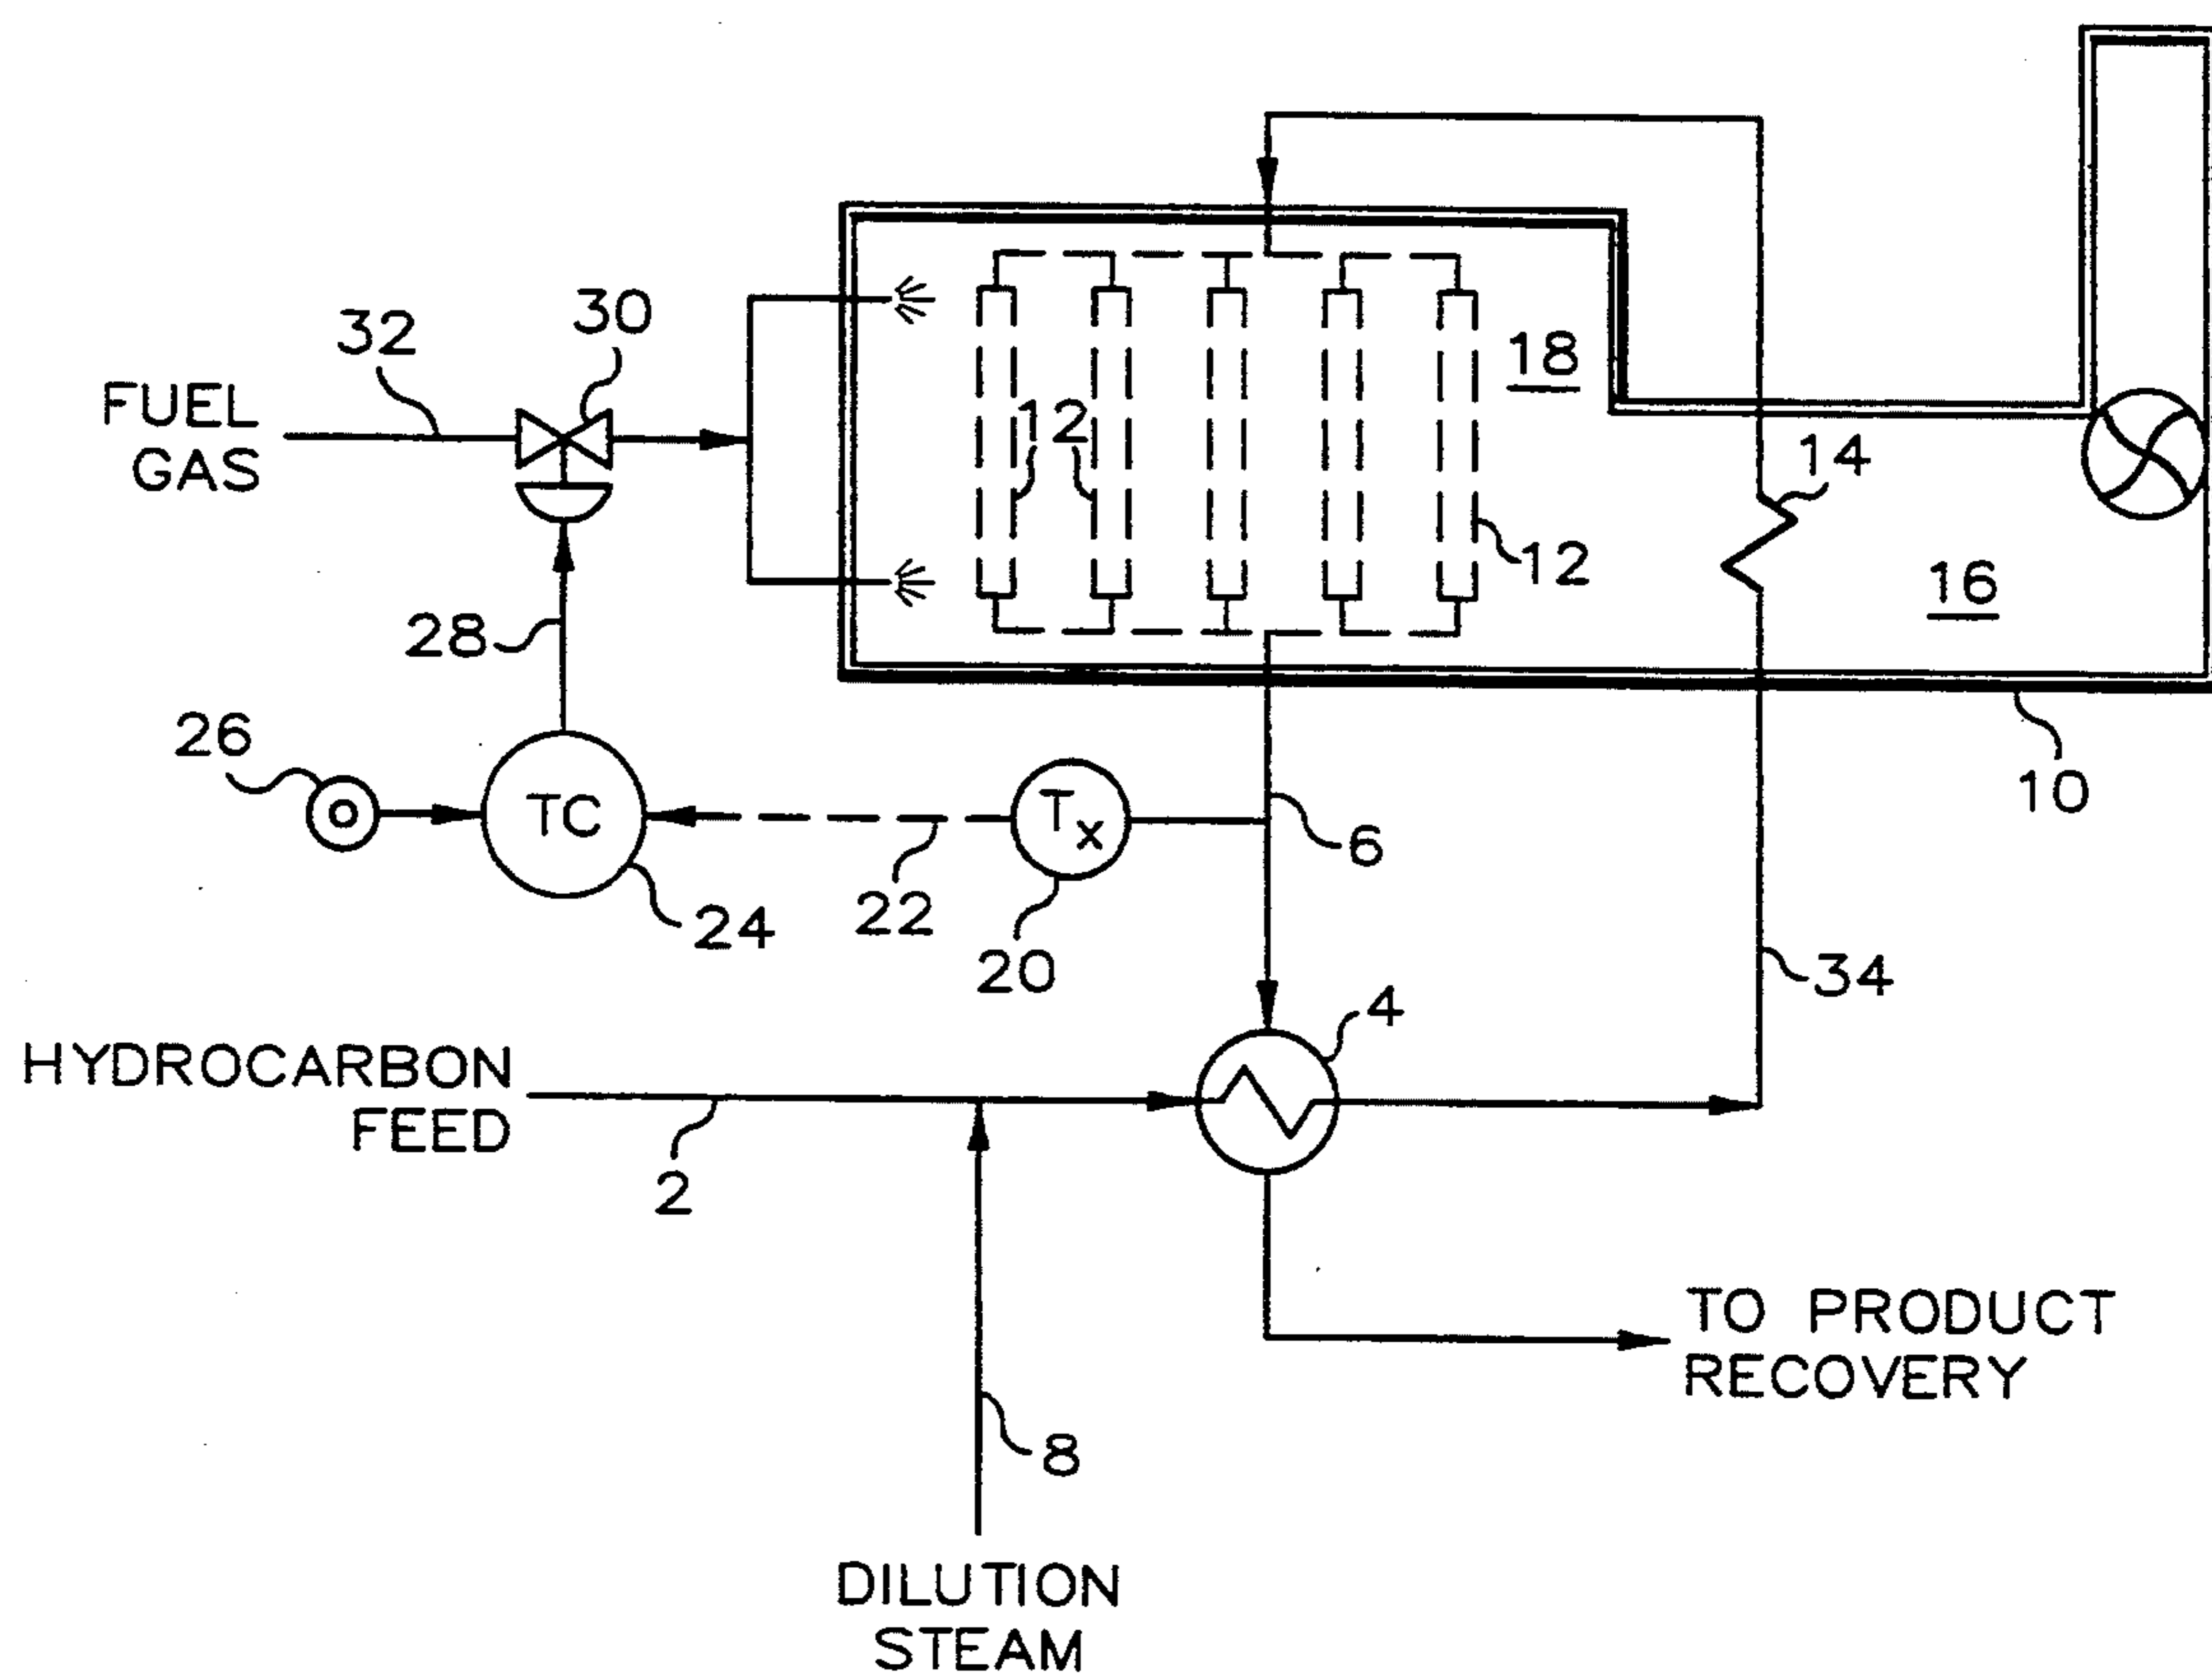 30
32
FUEL
GAS
18
12
12
14
12
16
28
26
TC
Tx
10
6
22
24
20
34
4
HYDROCARBON
FEED
2
TO PRODUCT
RECOVERY
8
DILUTION
STEAM